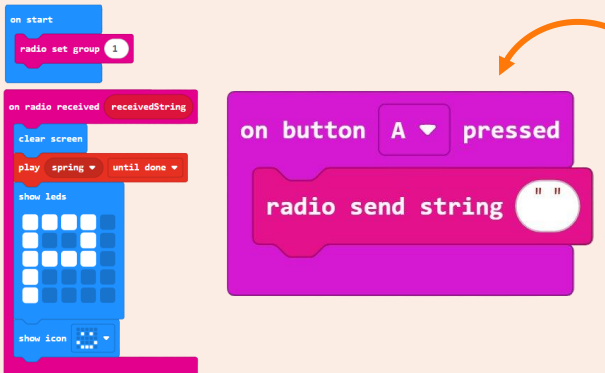 on start
radio set group 1
on radio received receivedString
clear screen
play spring until done
show leds
show icon
on button A pressed
radio send string " "